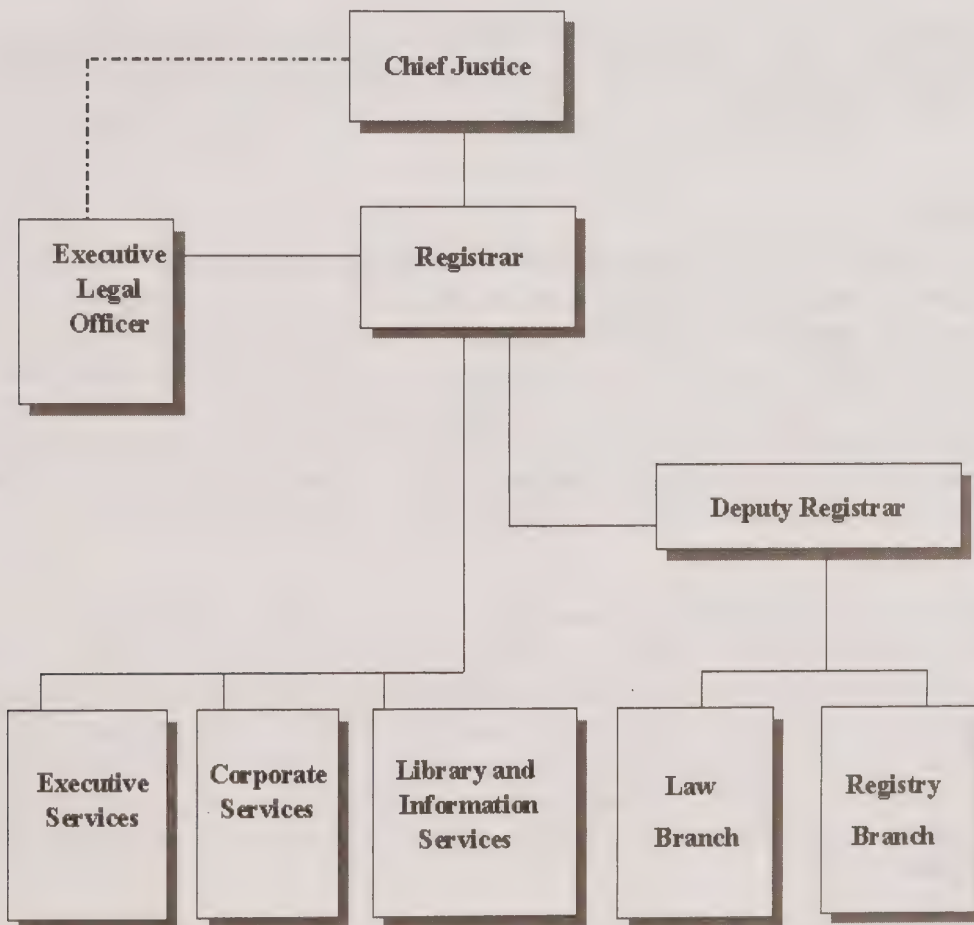 Chief Justice
Executive
Legal
Officer
Registrar
Deputy Registrar
Executive
Services
Corporate
Services
Library and
Information
Services
Law
Branch
Registry
Branch